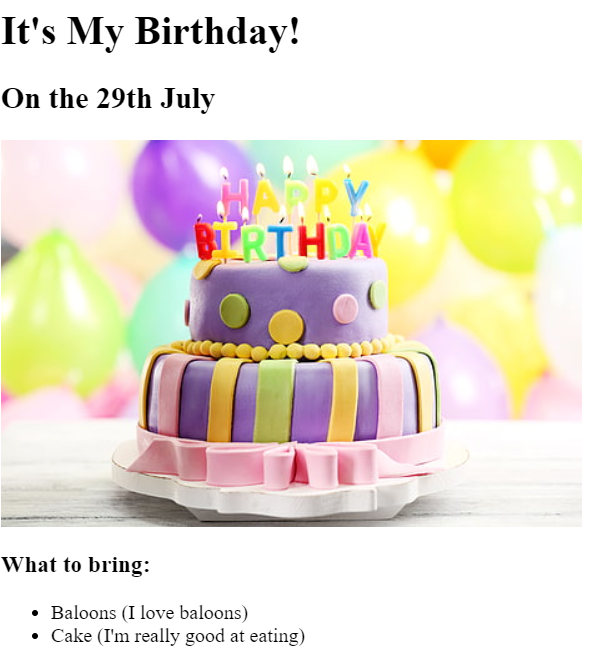 It's My Birthday!
On the 29th July
HAPPY
BIRTHDAY
What to bring:
Baloons (I love baloons)
Cake (I'm really good at eating)